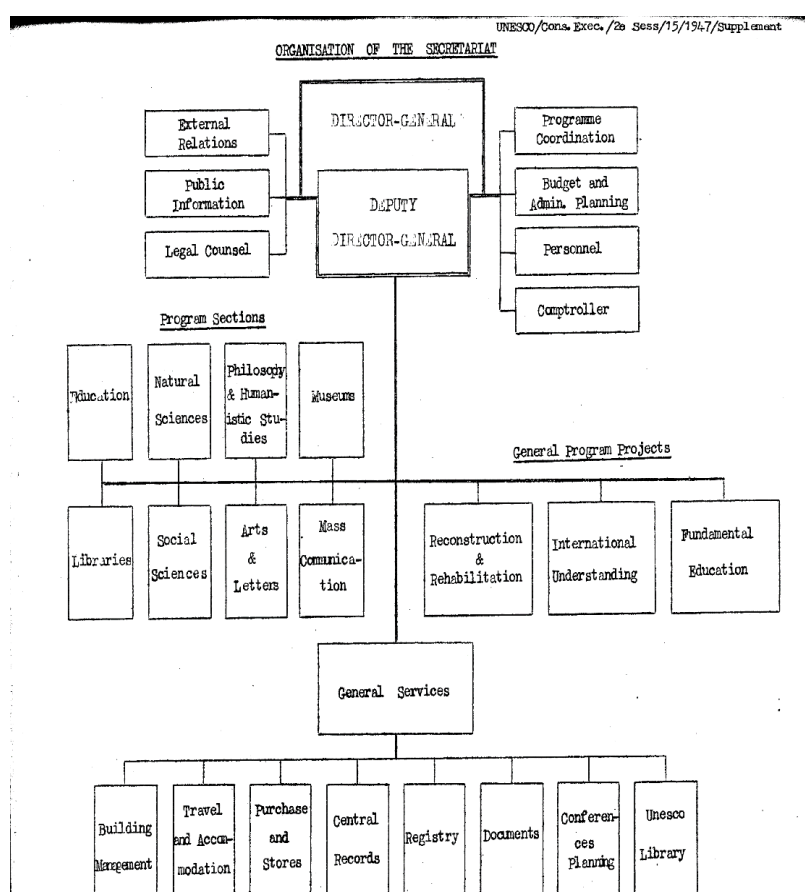 UNESCO/Cons. Exec./2e Sess/15/1947/Supplement
ORGANISATION OF THE SECRETARIAT
DIRECTOR-GENERAL
DEPUTY
DIRECTOR-GENERAL
External
Relations
Public
Information
Legal Counsel
Programme
Coordination
Budget and
Admin. Planning
Personnel
Comptroller
Program Sections
Education
Natural
Sciences
Philosophy
& Human-
istic Stu-
dies
Museums
General Program Projects
Libraries
Social
Sciences
Arts
&
Letters
Mass
Communica-
tion
Reconstruction
&
Rehabilitation
International
Understanding
Fundamental
Education
General Services
Building
Management
Travel
and Accom-
modation
Purchase
and
Stores
Central
Records
Registry
Documents
Conferen-
ces
Planning
Unesco
Library